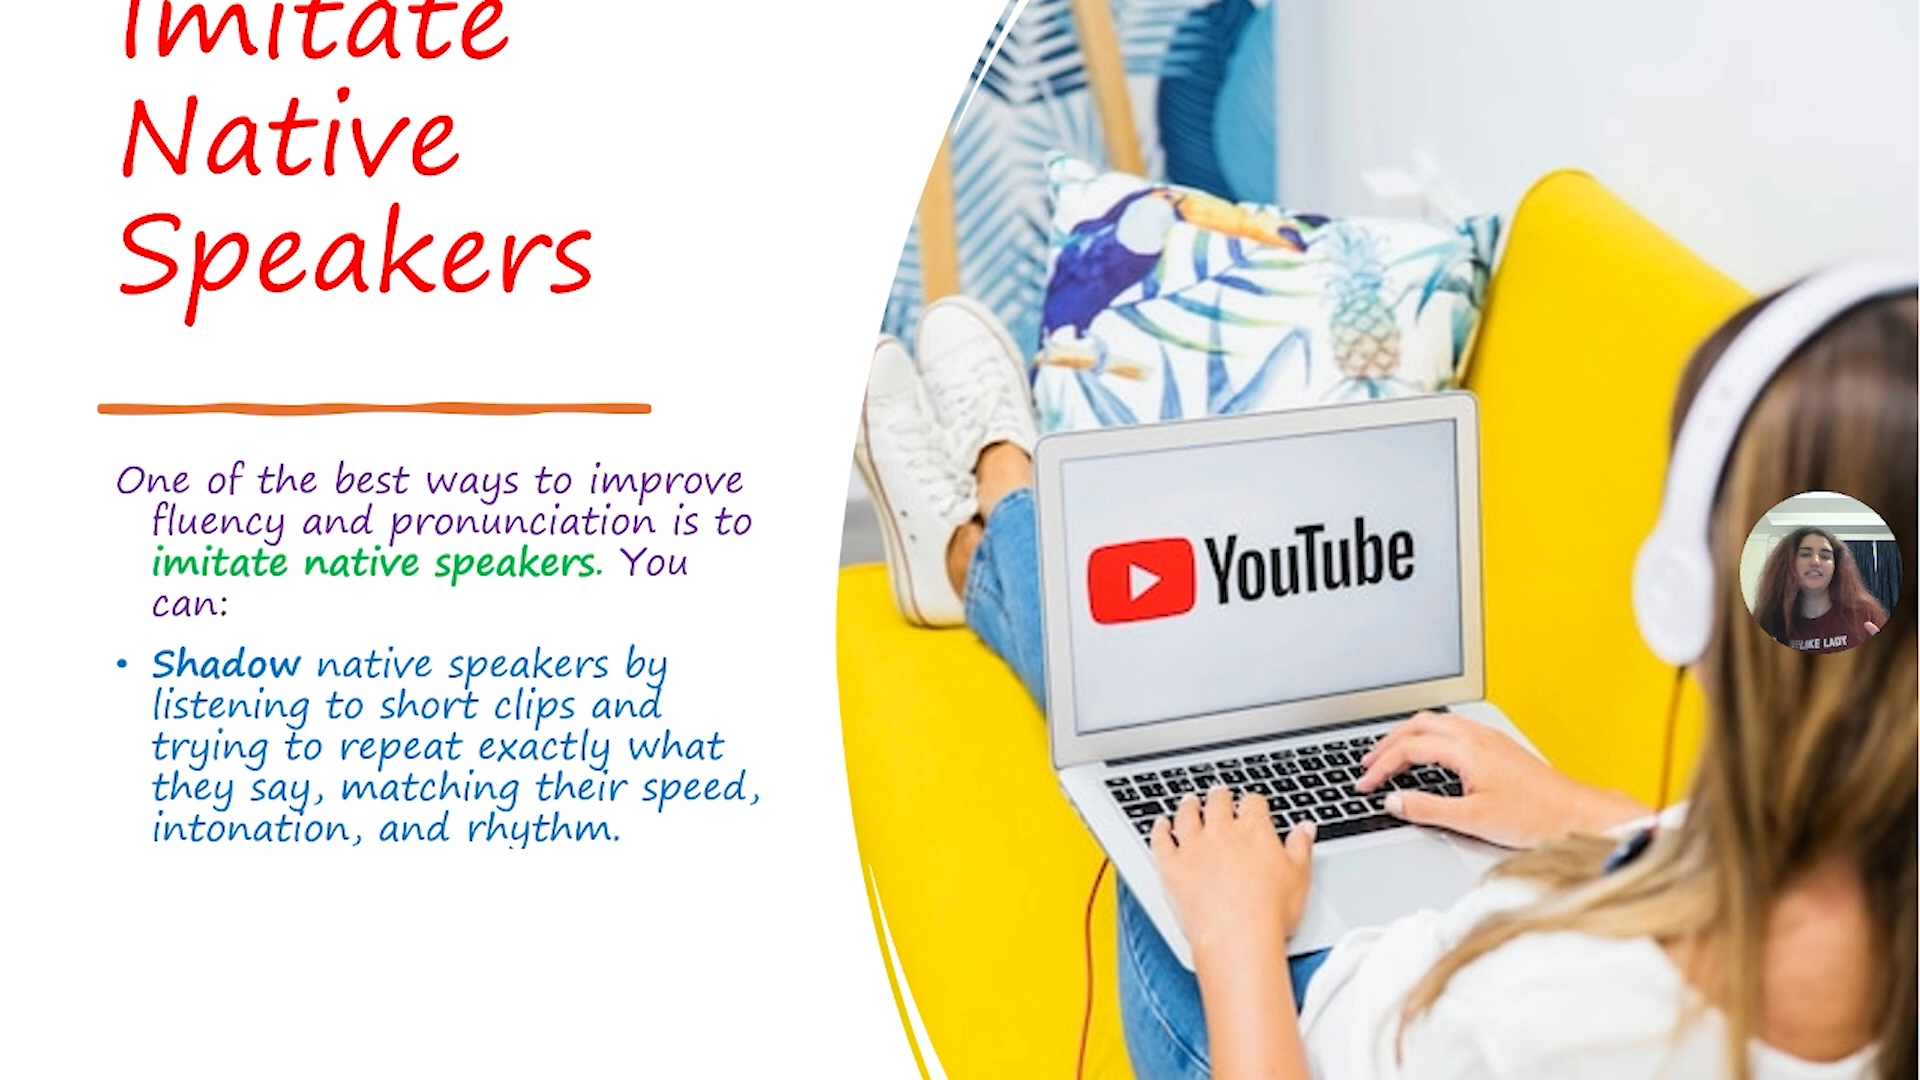 Imitate
Native
Speakers
One of the best ways to improve
fluency and pronunciation is to
imitate native speakers. You
can:
• Shadow native speakers by
listening to short clips and
trying to repeat exactly what
they say, matching their speed,
intonation, and rhythm.
YouTube
LADY